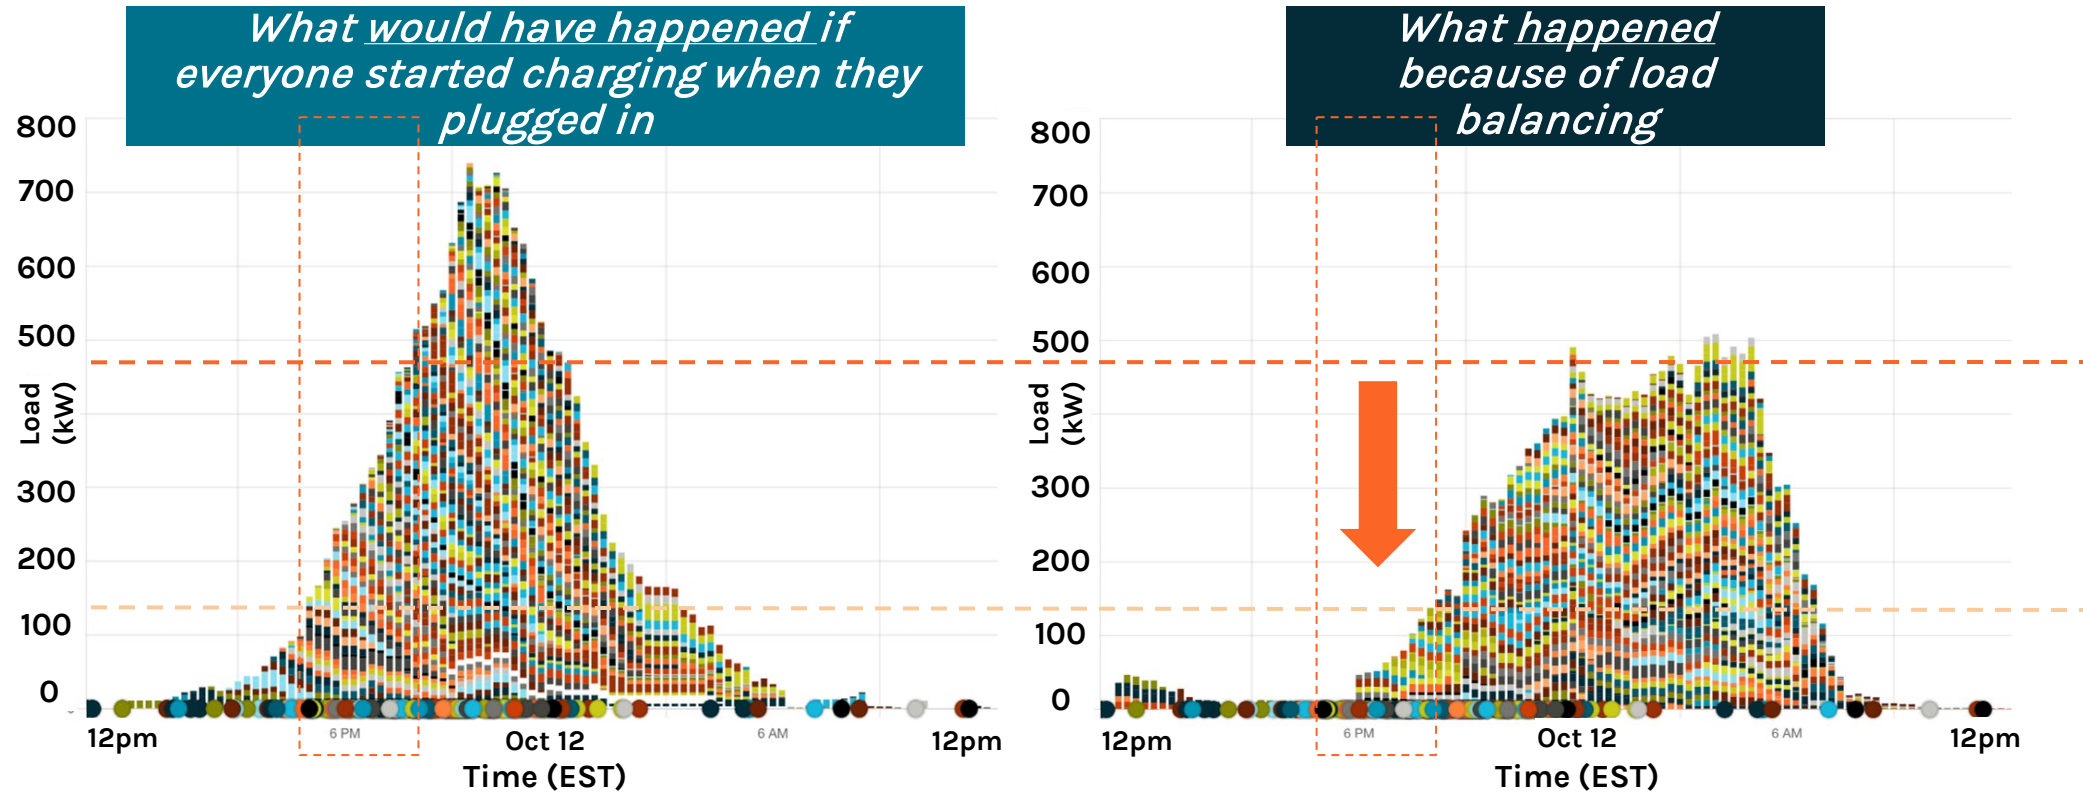 What would have happened if
everyone started charging when they
plugged in
800
700
600
500
300
200
100
0
Load
(kW)
12pm
6 PM
Oct 12
6 AM
12pm
Time (EST)
What happened
because of load
balancing
800
700
600
500
300
200
100
0
Load
(kW)
12pm
6 PM
Oct 12
6 AM
12pm
Time (EST)